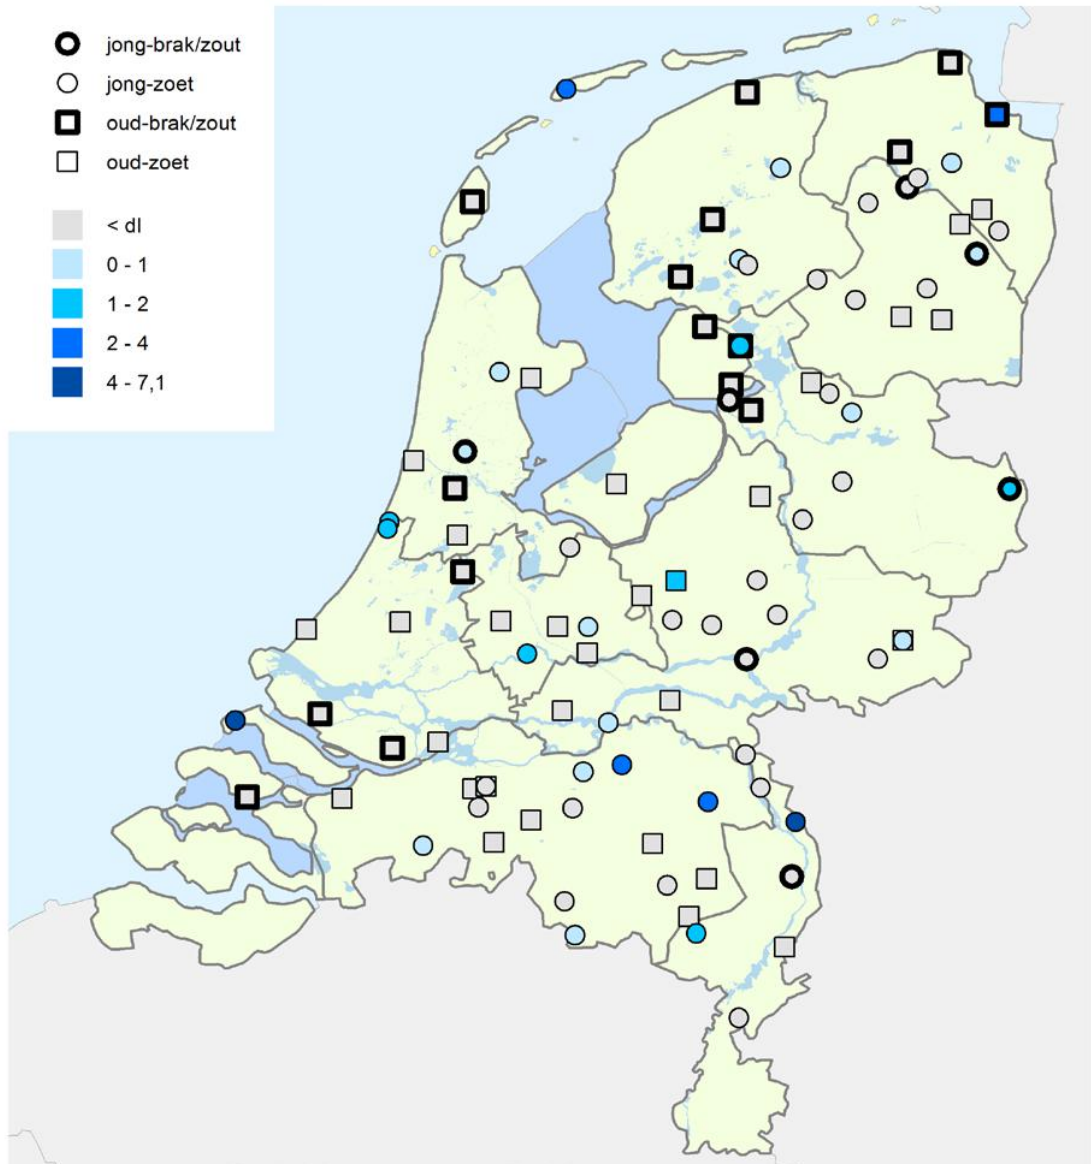 jong-brak/zout
jong-zoet
oud-brak/zout
oud-zoet
< dl
0 - 1
1 - 2
2 - 4
4 - 7,1